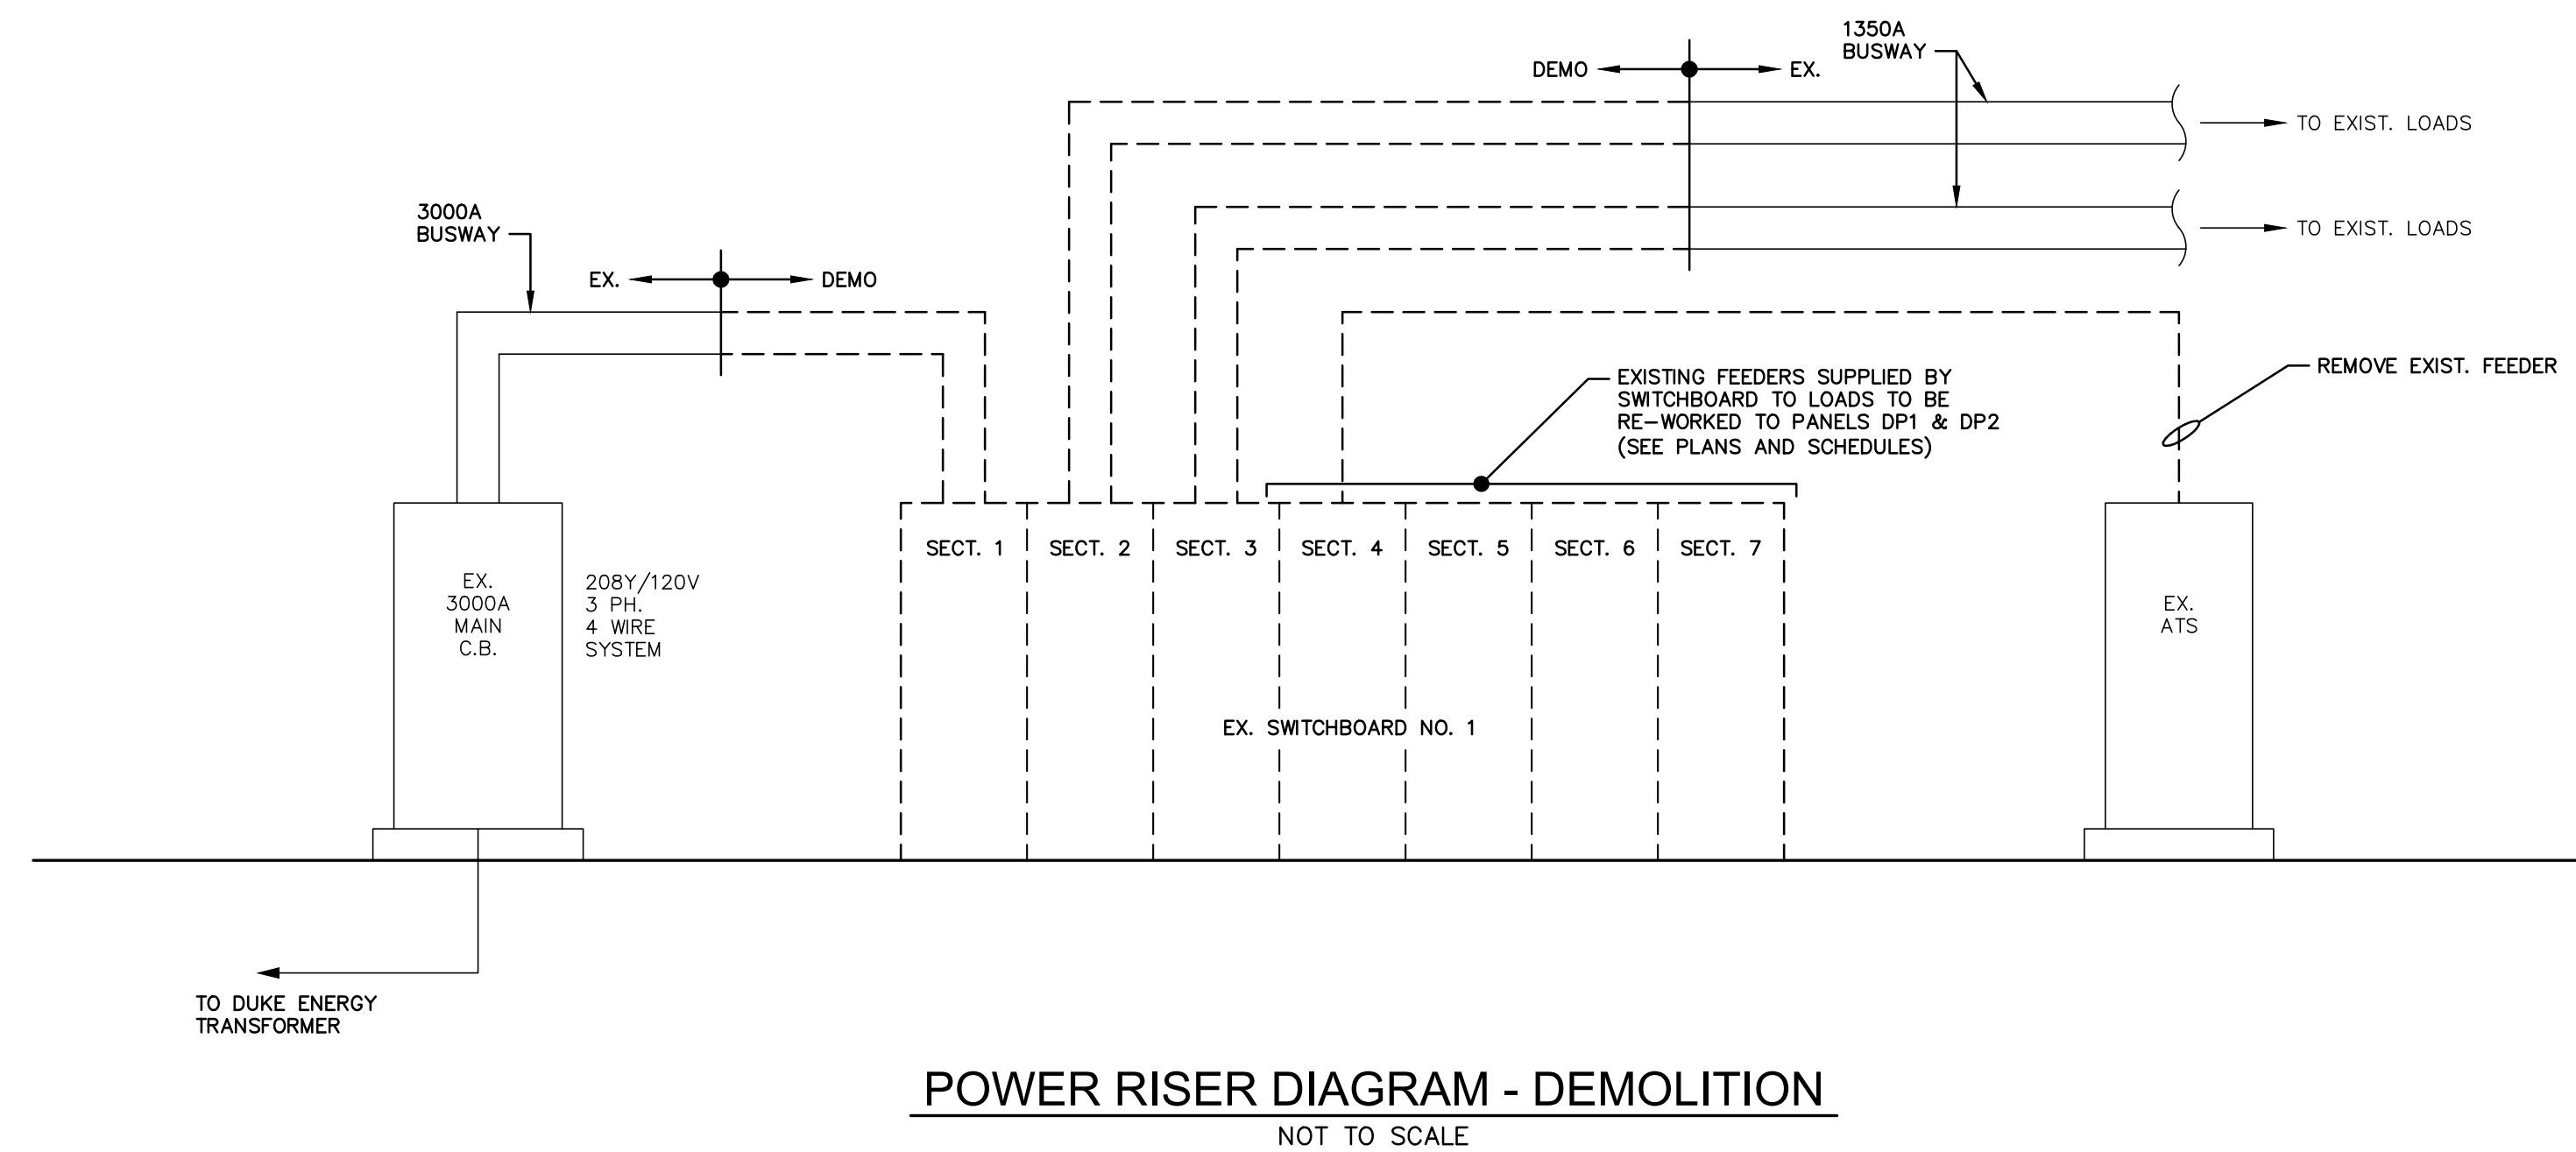 1350A
BUSWAY
DEMO
EX.
TO EXIST. LOADS
3000A
BUSWAY
TO EXIST. LOADS
EX.
DEMO
EXISTING FEEDERS SUPPLIED BY
SWITCHBOARD TO LOADS TO BE
RE-WORKED TO PANELS DP1 & DP2
(SEE PLANS AND SCHEDULES)
REMOVE EXIST. FEEDER
SECT. 1
SECT. 2
SECT. 3
SECT. 4
SECT. 5
SECT. 6
SECT. 7
EX.
3000A
MAIN
C.B.
208Y/120V
3 PH.
4 WIRE
SYSTEM
EX.
ATS
EX. SWITCHBOARD NO. 1
TO DUKE ENERGY
TRANSFORMER
POWER RISER DIAGRAM - DEMOLITION
NOT TO SCALE